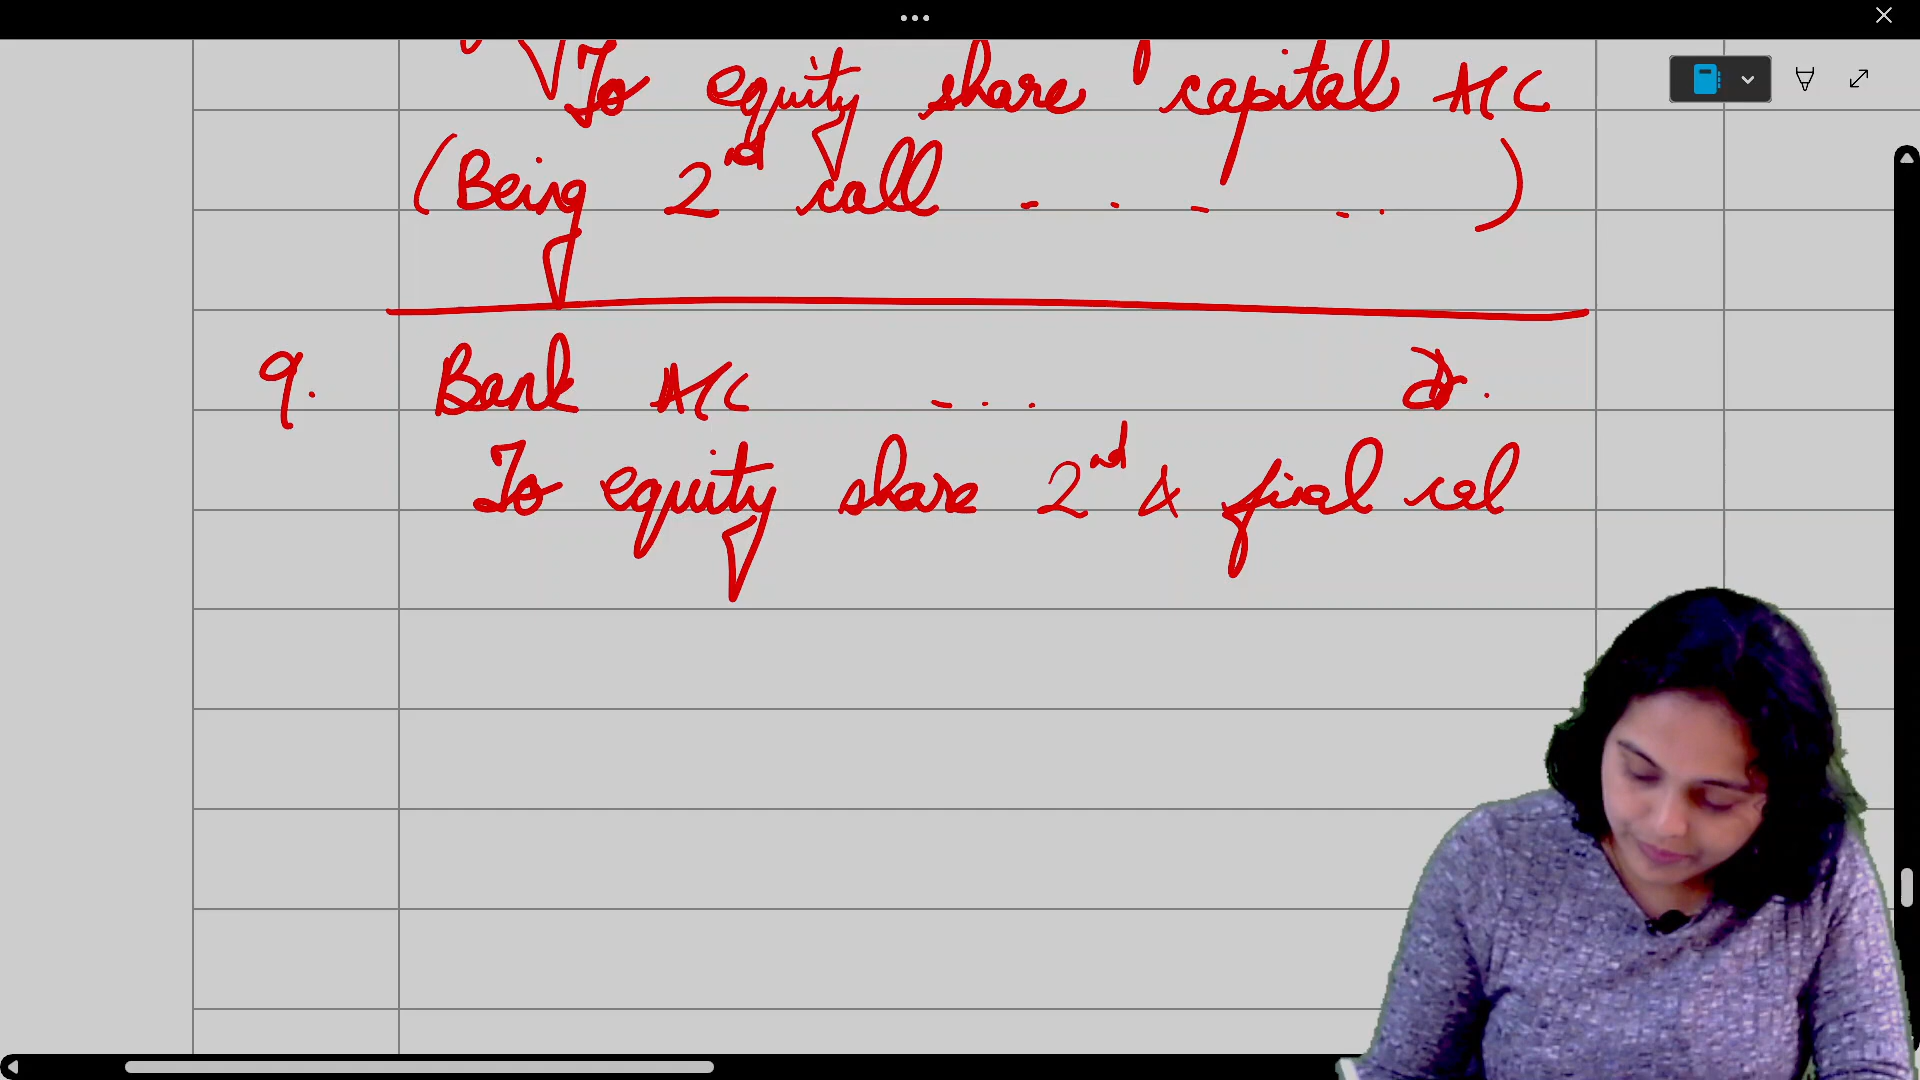 To equity share capital A/C
(Being 2nd call - . . - - .. )
9. Bank A/C - . . . dr.
To equity share 2nd & final cal